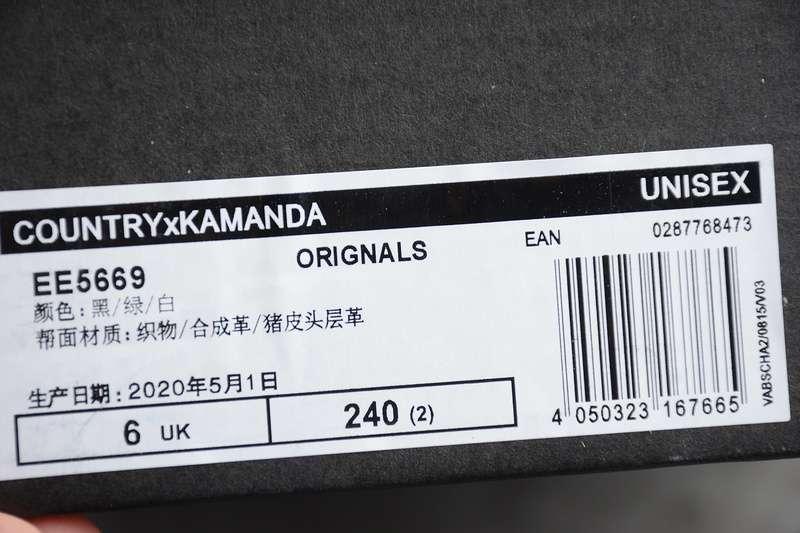 COUNTRYxKAMANDA
UNISEX
EE5669
ORIGNALS
EAN
0287768473
颜色:黑/绿/白
帮面材质:织物/合成革/猪皮头层革
生产日期:2020年5月1日
6 UK
240 (2)
4 050323 167665
VABSCHA2/0815/V03